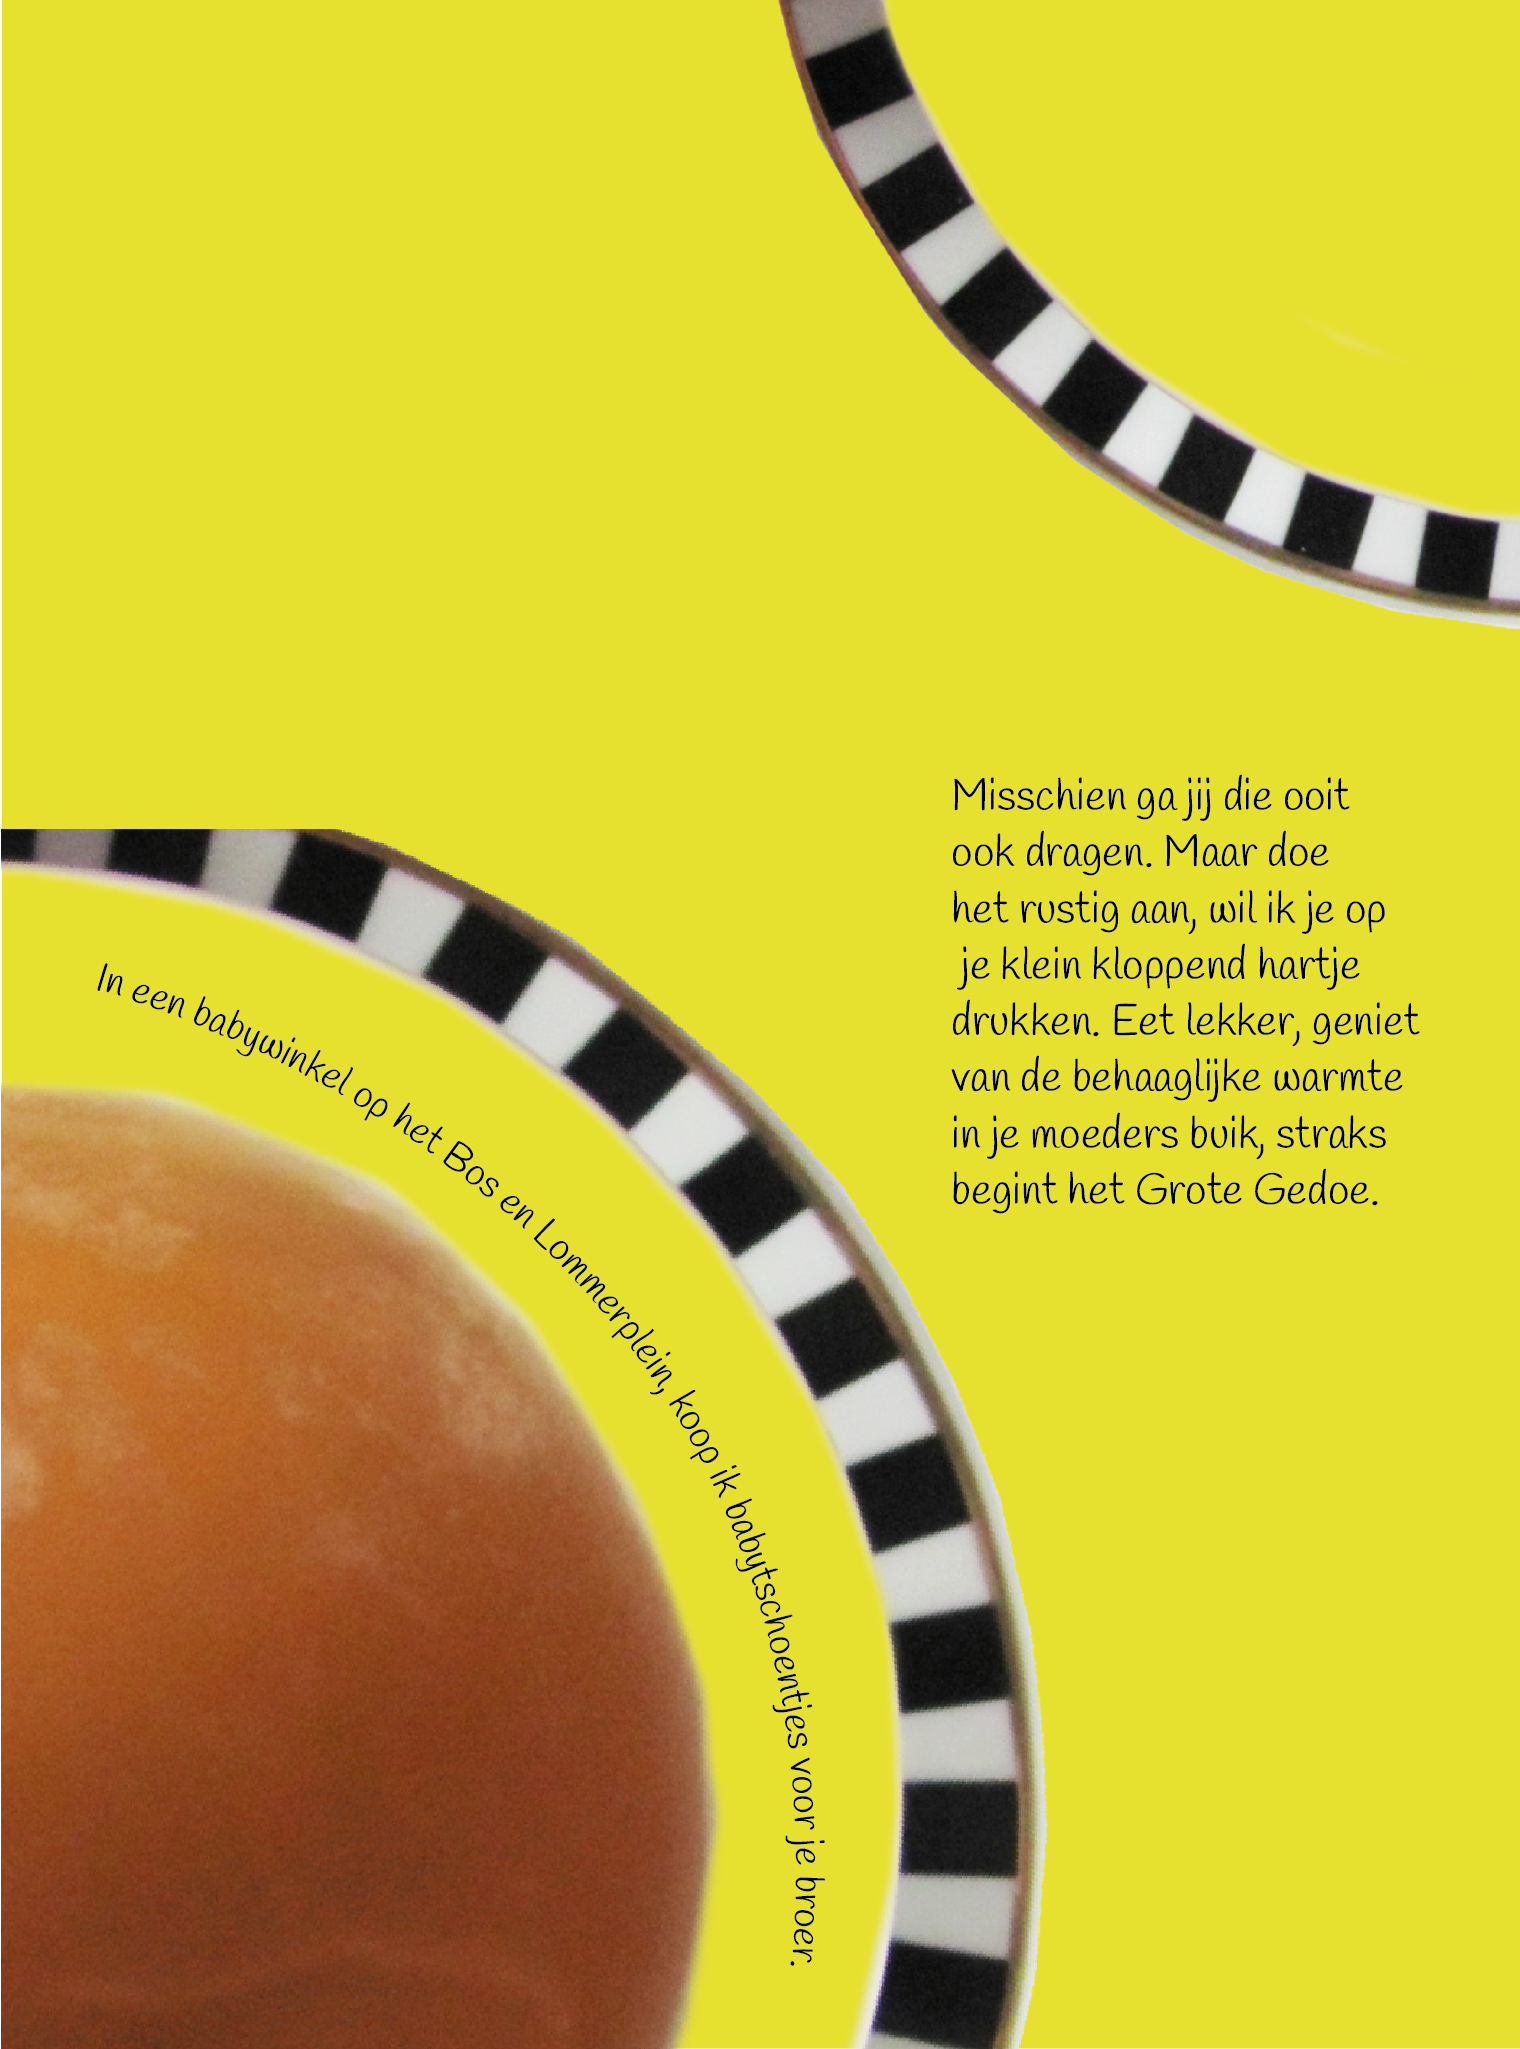 In een babywinkel op het Bos en Lommerplein, koop ik babytschoentjes voor je broer.
Misschien ga jij die ooit
ook dragen. Maar doe
het rustig aan, wil ik je op
je klein kloppend hartje
drukken. Eet lekker, geniet
van de behaaglijke warmte
in je moeders buik, straks
begint het Grote Gedoe.